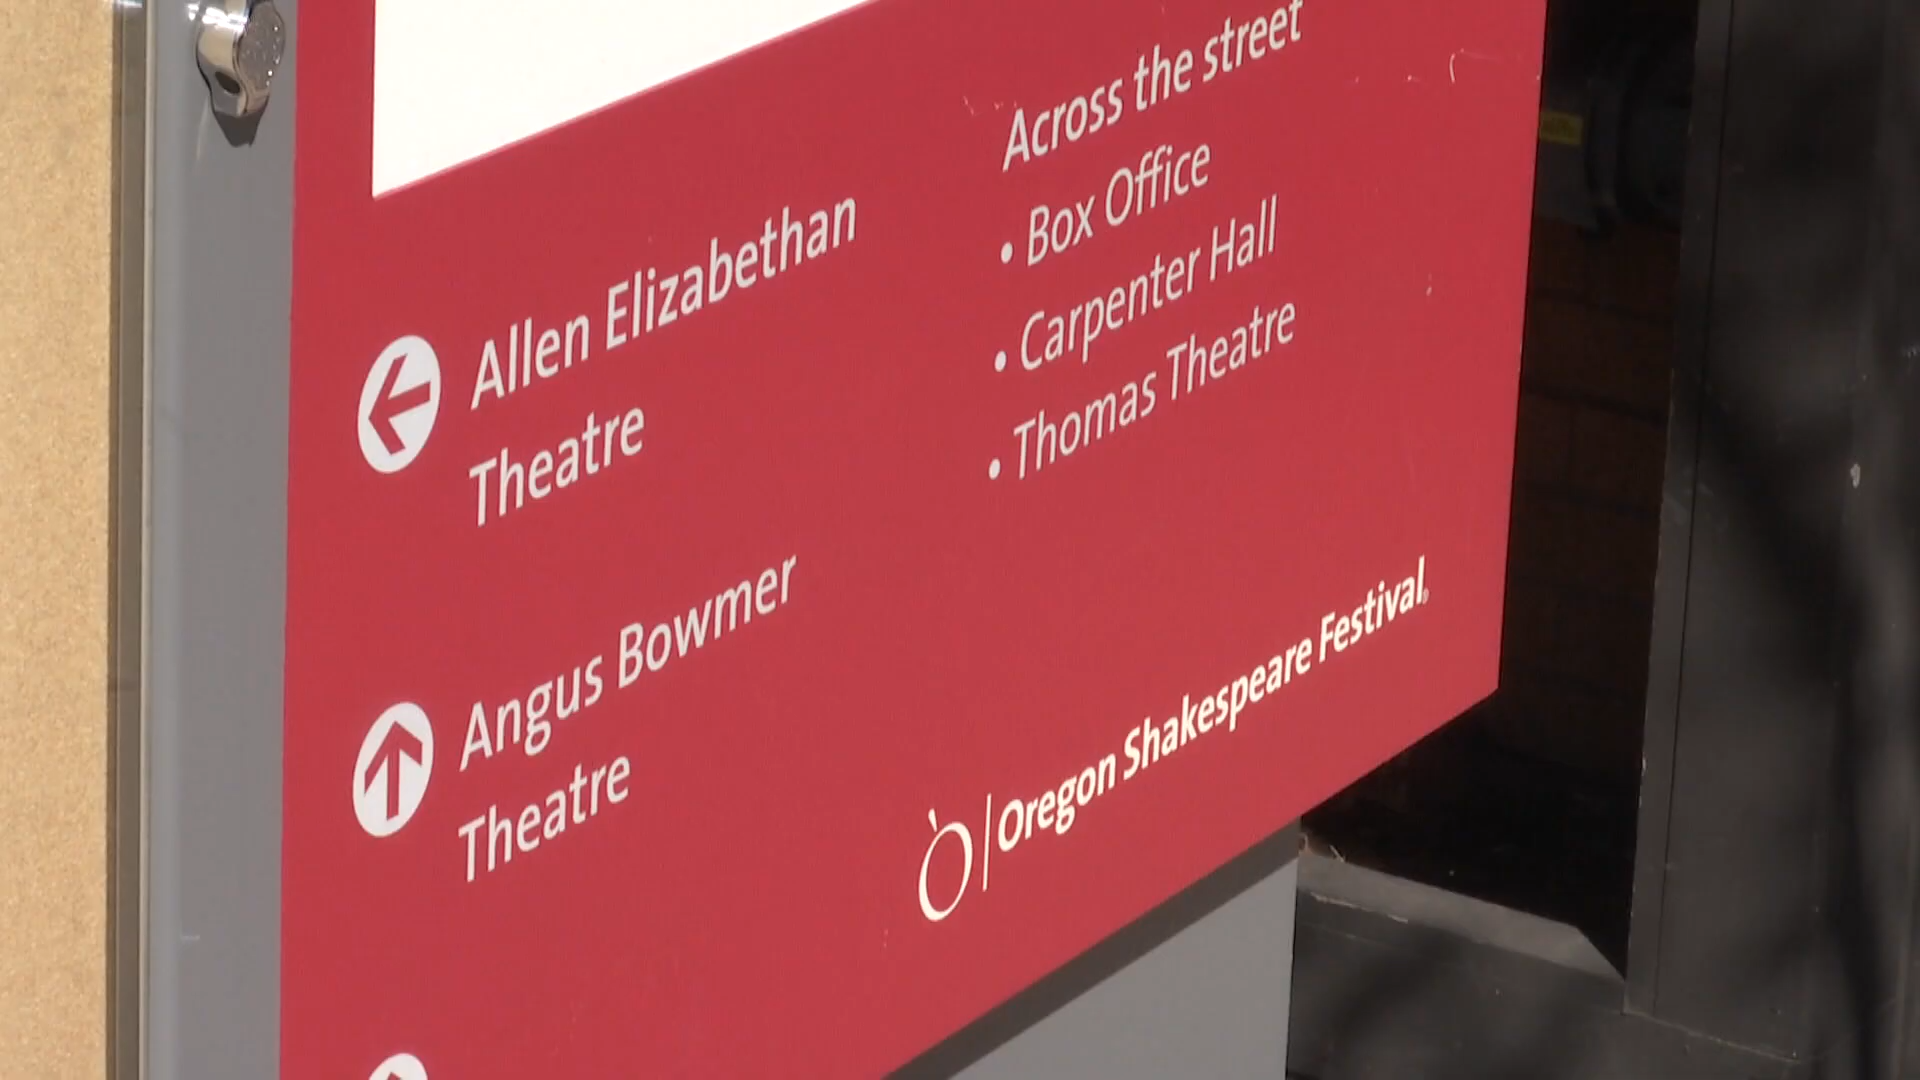 Allen Elizabethan
Theatre
Angus Bowmer
Theatre
Across the street
• Box Office
• Carpenter Hall
• Thomas Theatre
Oregon Shakespeare Festival®